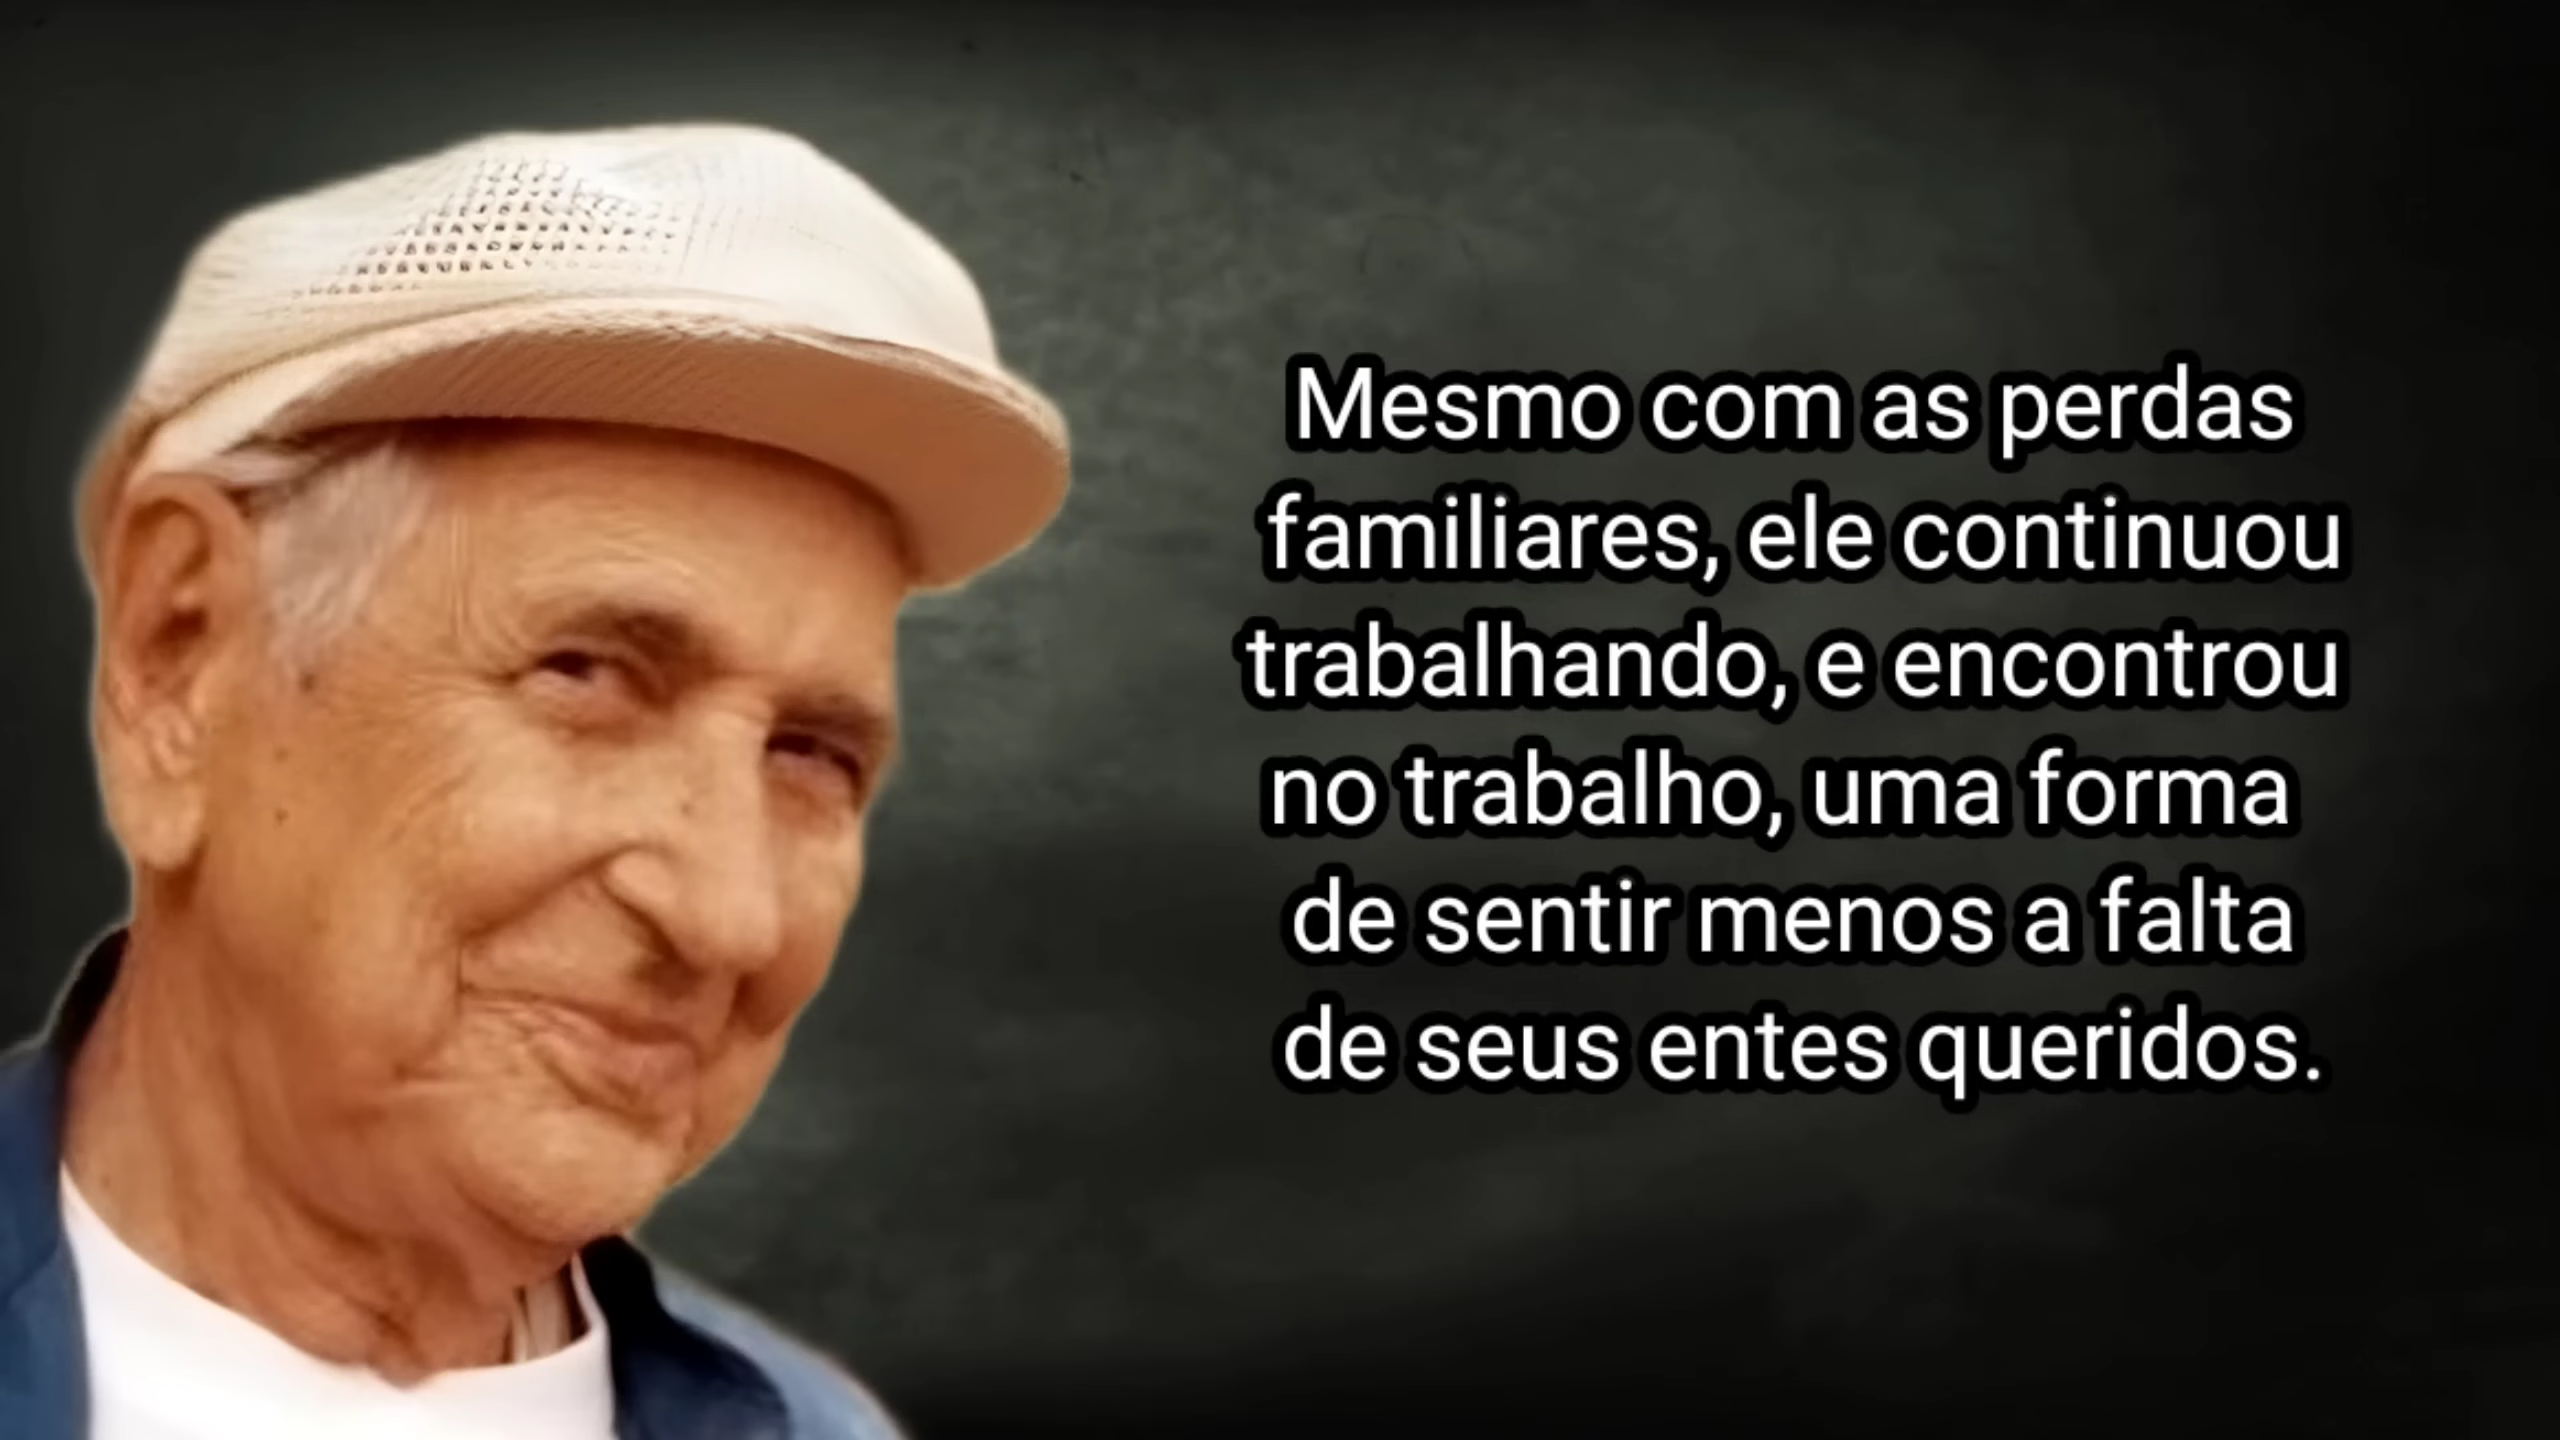 Mesmo com as perdas
familiares, ele continuou
trabalhando, e encontrou
no trabalho, uma forma
de sentir menos a falta
de seus entes queridos.